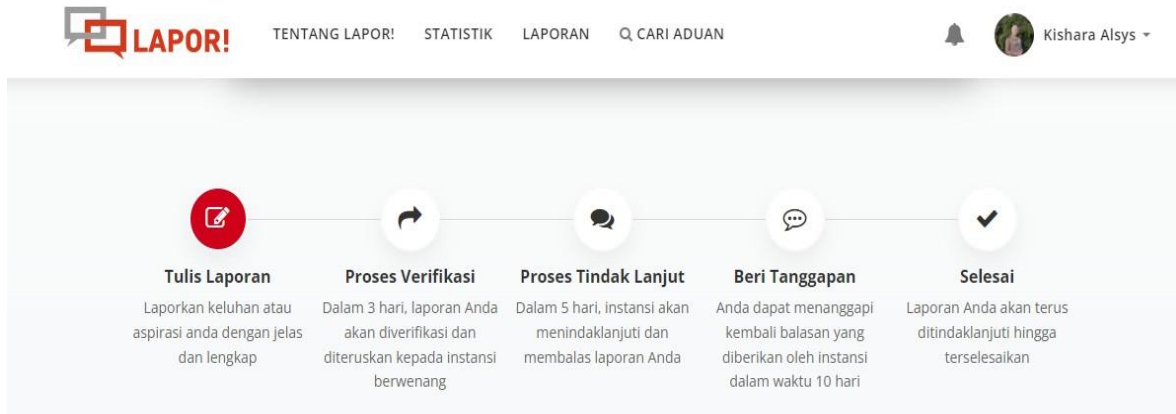 LAPOR!
TENTANG LAPOR!
STATISTIK
LAPORAN
CARI ADUAN
Kishara Alsys
Tulis Laporan
Laporkan keluhan atau
aspirasi anda dengan jelas
dan lengkap
Proses Verifikasi
Dalam 3 hari, laporan Anda
akan diverifikasi dan
diteruskan kepada instansi
berwenang
Proses Tindak Lanjut
Dalam 5 hari, instansi akan
menindaklanjuti dan
membalas laporan Anda
Beri Tanggapan
Anda dapat menanggapi
kembali balasan yang
diberikan oleh instansi
dalam waktu 10 hari
Selesai
Laporan Anda akan terus
ditindaklanjuti hingga
terselesaikan